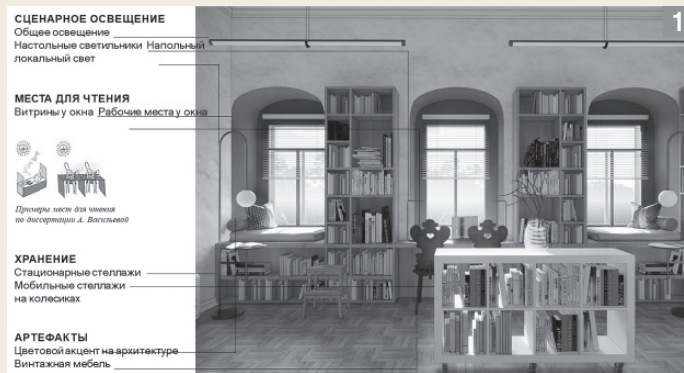 СЦЕНАРНОЕ ОСВЕЩЕНИЕ
Общее освещение
Настольные светильники Напольный
локальный свет
МЕСТА ДЛЯ ЧТЕНИЯ
Витрины у окна Рабочие места у окна
Примеры мест для чтения
по диссертации А. Васильевой
ХРАНЕНИЕ
Стационарные стеллажи
Мобильные стеллажи
на колесиках
АРТЕФАКТЫ
Цветовой акцент на архитектуре
Винтажная мебель
1